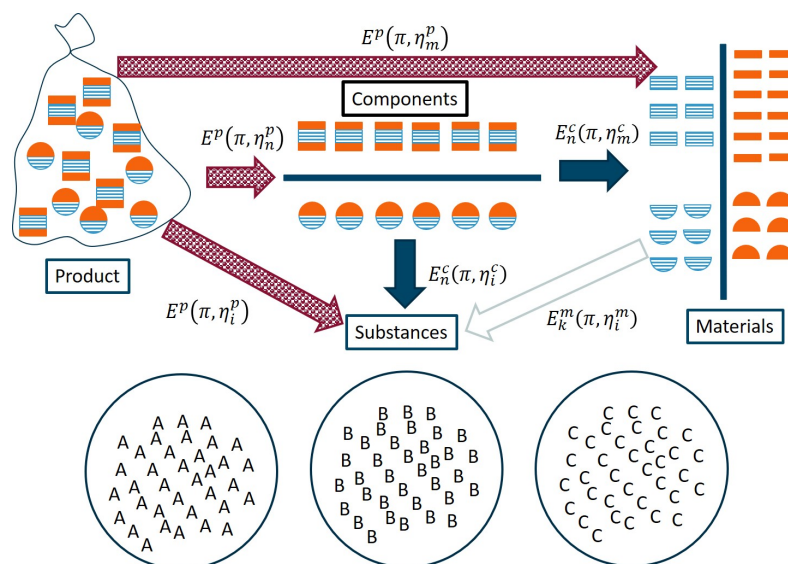 E^p(π, η_m^p)
Components
E^p(π, η_n^p)
E_n^c(π, η_m^c)
Product
E_n^c(π, η_i^c)
E^p(π, η_i^p)
Substances
E_k^m(π, η_i^m)
Materials
A A A
A A A A A
A A A A A
A A A A A A
A A A A A
A A A A A
A A
B B B
B B B B B
B B B B B
B B B B B B
B B B B B
B B B B B
B B
C C C
C C C C C
C C C C C
C C C C C C
C C C C C
C C C C C
C C